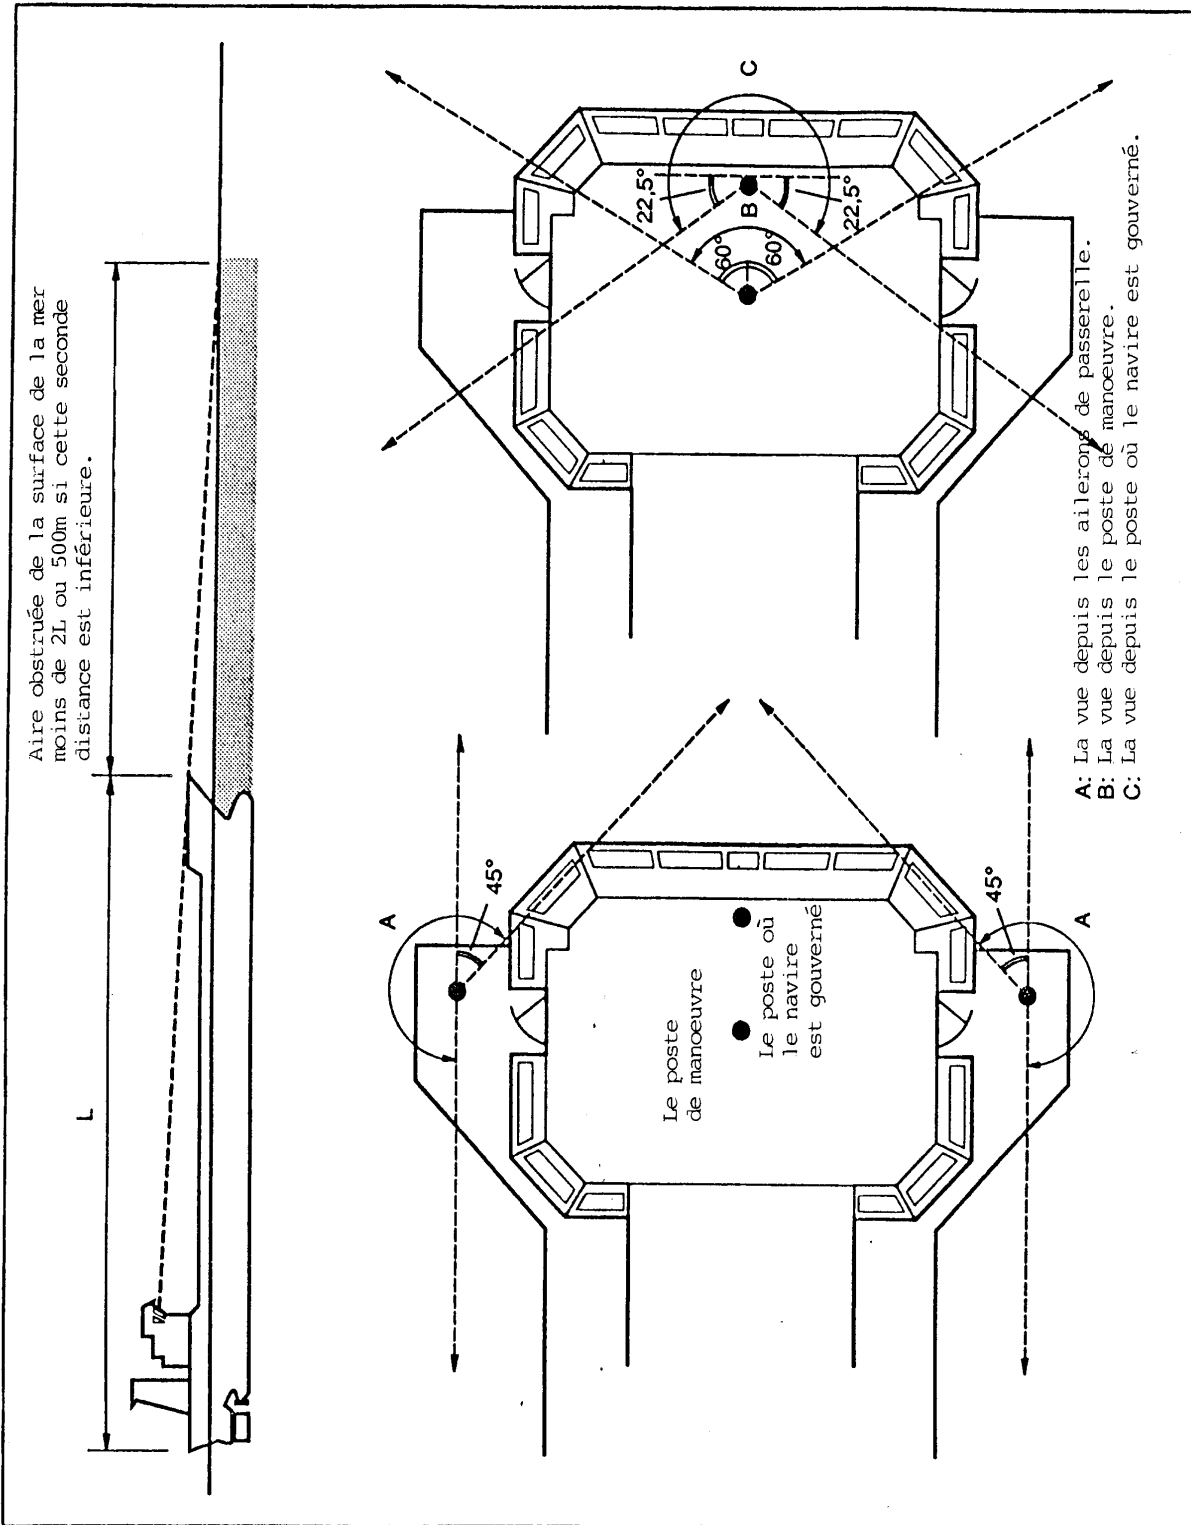 Aire obstruée de la surface de la mer
moins de 2L ou 500m si cette seconde
distance est inférieure.
L
A
45°
Le poste
de manoeuvre
Le poste où
le navire
est gouverné
45°
A
C
22,5°
B
60°
60°
22,5°
A: La vue depuis les ailerons de passerelle.
B: La vue depuis le poste de manoeuvre.
C: La vue depuis le poste où le navire est gouverné.